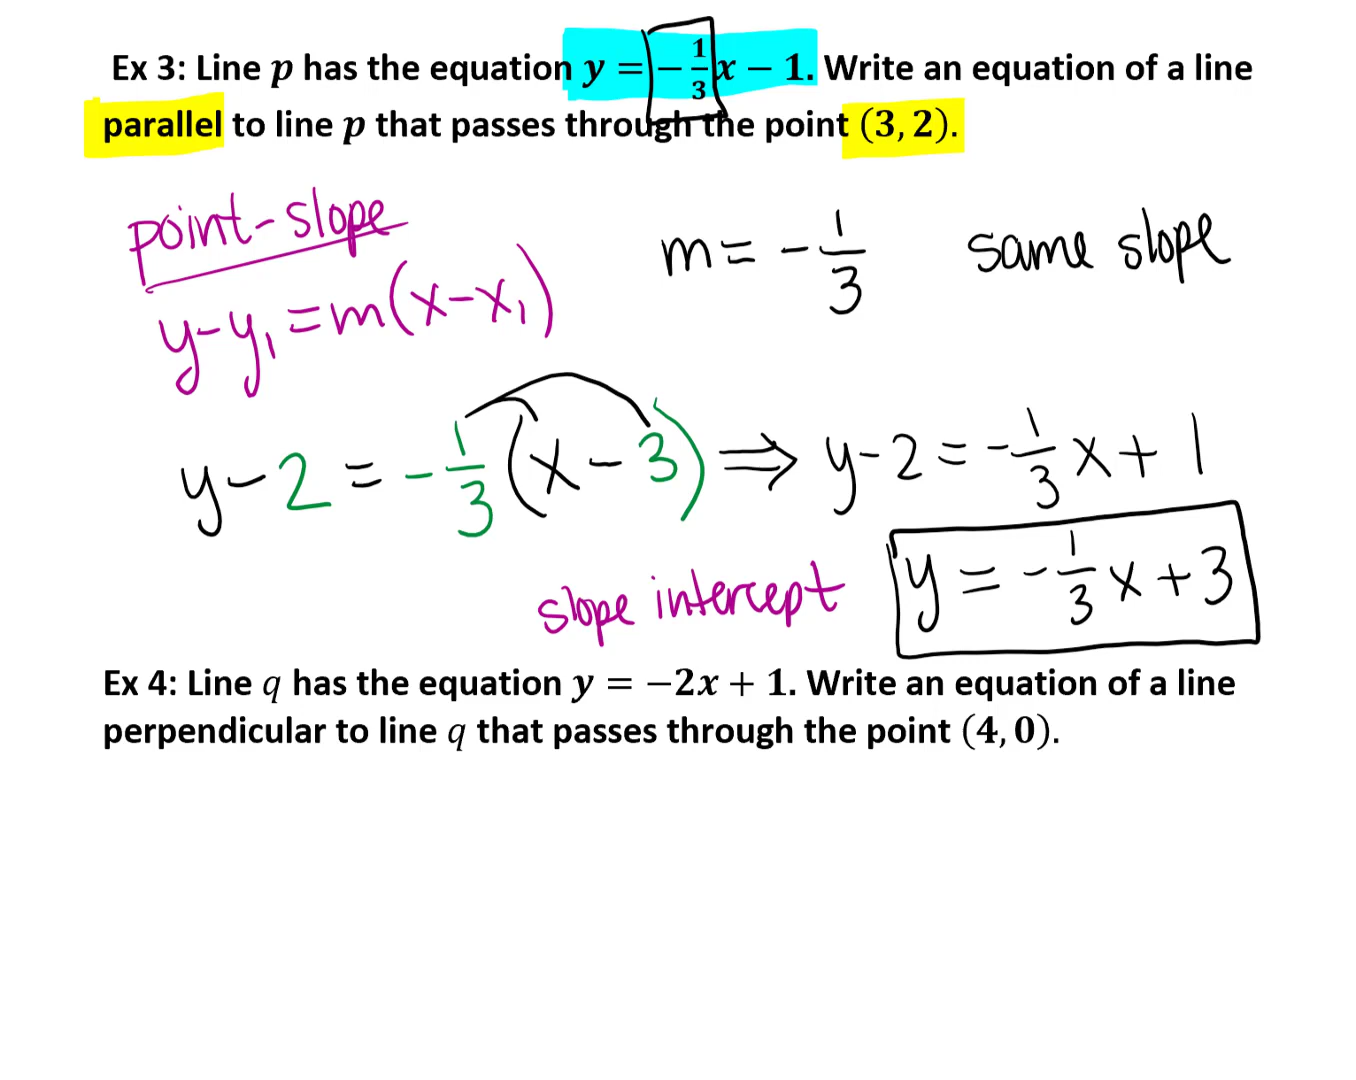 Ex 3: Line p has the equation y = -1/3 x − 1. Write an equation of a line
parallel to line p that passes through the point (3, 2).
point-slope
m = -1/3 same slope
y-y₁=m(x-x₁)
y-2 = -1/3(x-3) ⇒ y-2 = -1/3x+1
slope intercept y = -1/3x+3
Ex 4: Line q has the equation y = −2x + 1. Write an equation of a line
perpendicular to line q that passes through the point (4, 0).